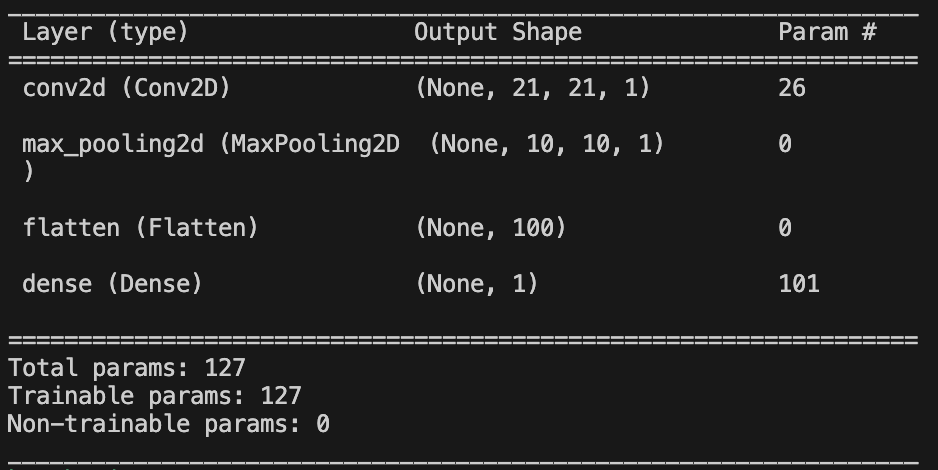 Layer (type) Output Shape Param #
conv2d (Conv2D) (None, 21, 21, 1) 26
max_pooling2d (MaxPooling2D (None, 10, 10, 1) 0
)
flatten (Flatten) (None, 100) 0
dense (Dense) (None, 1) 101
Total params: 127
Trainable params: 127
Non-trainable params: 0